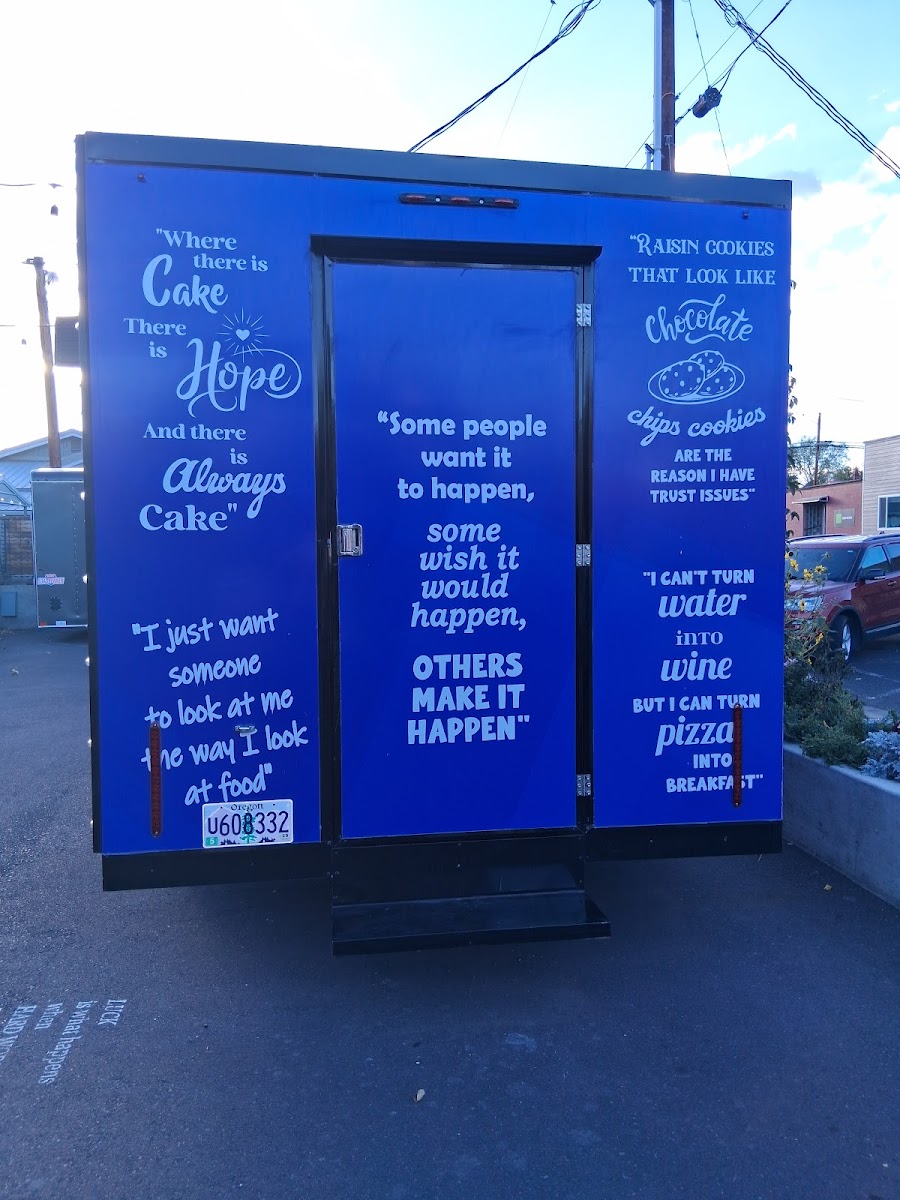 "Where
there is
Cake
There
is
Hope
And there
is
Always
Cake"
"I just want
someone
to look at me
the way I look
at food"
Oregon
U608332
5
"Some people
want it
to happen,
some
wish it
would
happen,
OTHERS
MAKE IT
HAPPEN"
"RAISIN COOKIES
THAT LOOK LIKE
Chocolate
chips cookies
ARE THE
REASON I HAVE
TRUST ISSUES"
"I CAN'T TURN
water
INTO
wine
BUT I CAN TURN
pizza
INTO
BREAKFAST"
LUCK
is what happens
when
HARD